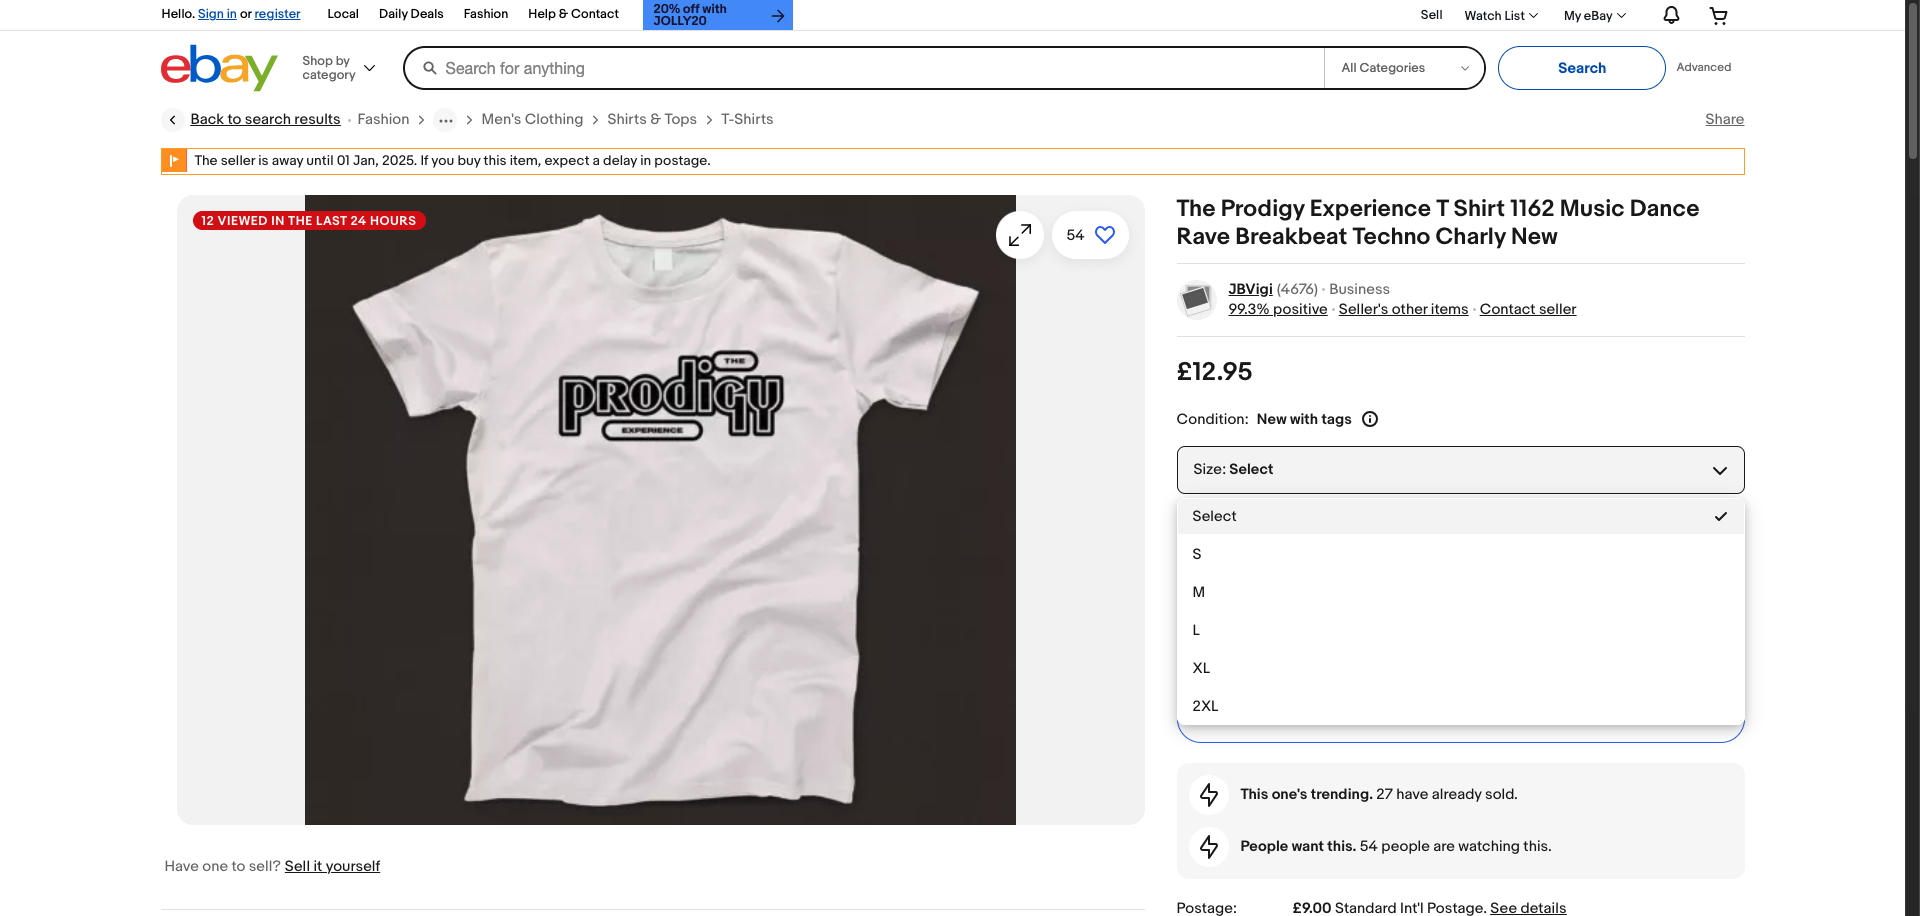 Hello. Sign in or register
Local
Daily Deals
Fashion
Help & Contact
20% off with
JOLLY20
Sell
Watch List
My eBay
ebay
Shop by
category
Search for anything
All Categories
Search
Advanced
Back to search results
Fashion
Men's Clothing
Shirts & Tops
T-Shirts
Share
The seller is away until 01 Jan, 2025. If you buy this item, expect a delay in postage.
12 VIEWED IN THE LAST 24 HOURS
54
THE
PRODIGY
EXPERIENCE
The Prodigy Experience T Shirt 1162 Music Dance
Rave Breakbeat Techno Charly New
JBVigi (4676) · Business
99.3% positive · Seller's other items · Contact seller
£12.95
Condition: New with tags
Size: Select
Select
S
M
L
XL
2XL
This one's trending. 27 have already sold.
People want this. 54 people are watching this.
Have one to sell? Sell it yourself
Postage: £9.00 Standard Int'l Postage. See details